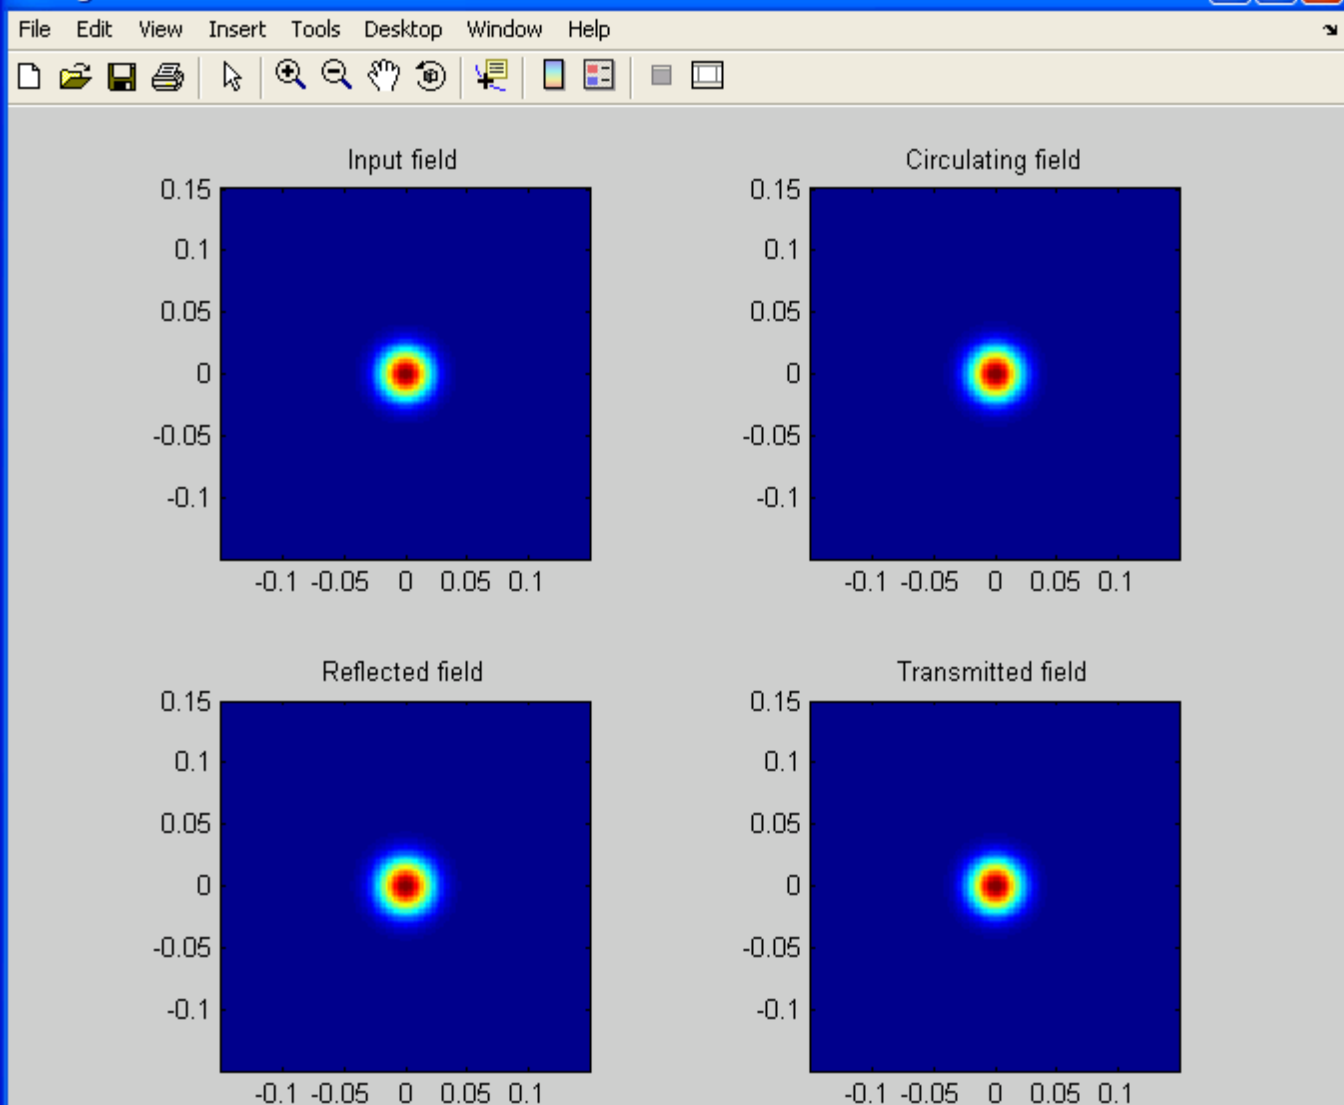 File Edit View Insert Tools Desktop Window Help
Input field
0.15
0.1
0.05
0
-0.05
-0.1
-0.1 -0.05 0 0.05 0.1
Circulating field
0.15
0.1
0.05
0
-0.05
-0.1
-0.1 -0.05 0 0.05 0.1
Reflected field
0.15
0.1
0.05
0
-0.05
-0.1
-0.1 -0.05 0 0.05 0.1
Transmitted field
0.15
0.1
0.05
0
-0.05
-0.1
-0.1 -0.05 0 0.05 0.1